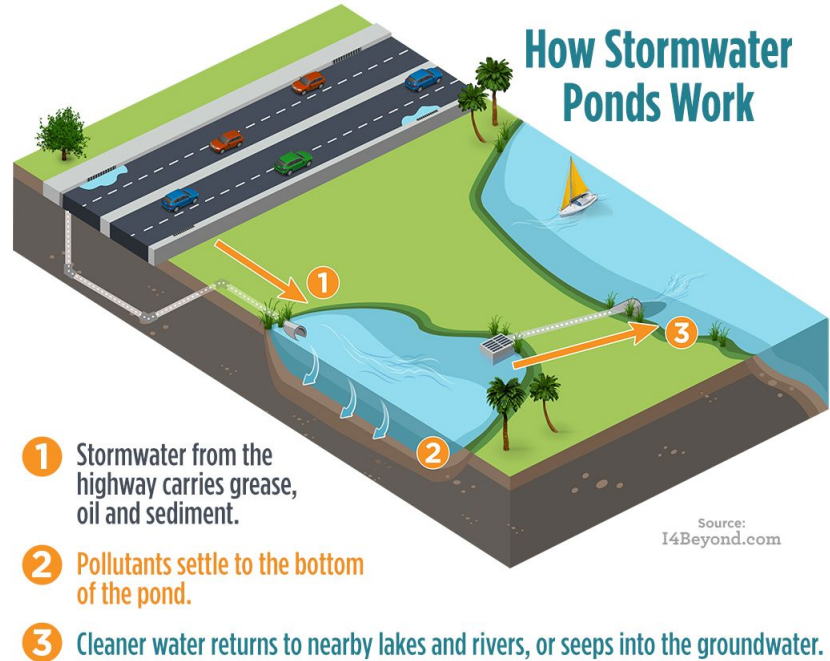 How Stormwater
Ponds Work
1
3
2
1 Stormwater from the
highway carries grease,
oil and sediment.
Source:
I4Beyond.com
2 Pollutants settle to the bottom
of the pond.
3 Cleaner water returns to nearby lakes and rivers, or seeps into the groundwater.